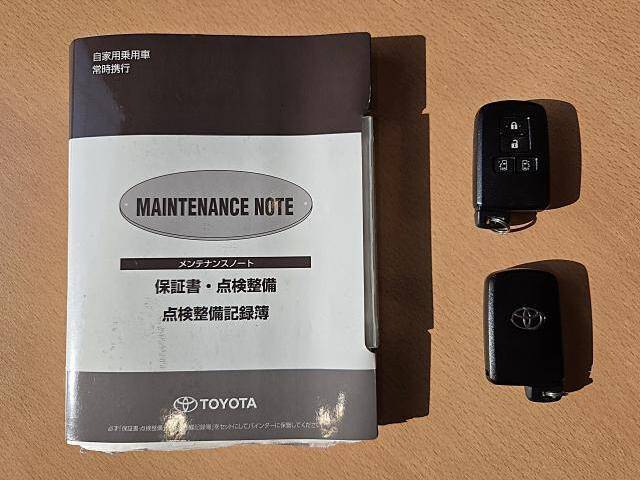 自家用乗用車
常時携行
MAINTENANCE NOTE
メンテナンスノート
保証書・点検整備
点検整備記録簿
TOYOTA